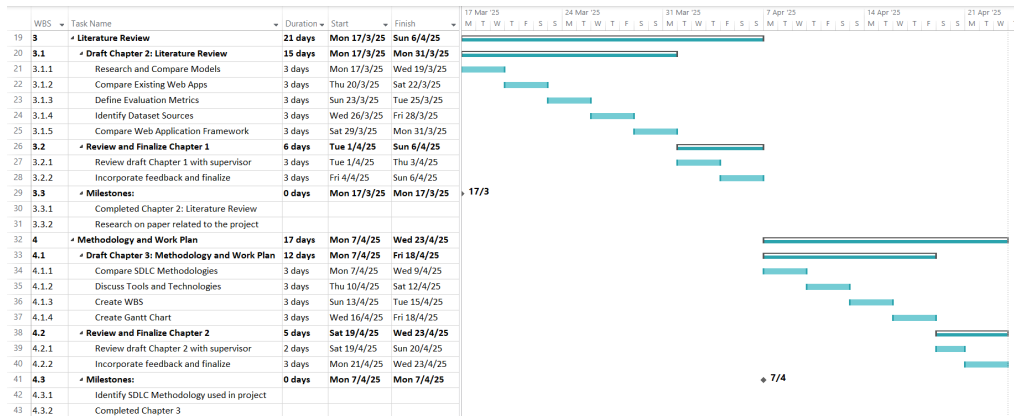 17 Mar '25 24 Mar '25 31 Mar '25 7 Apr '25 14 Apr '25 21 Apr '25
WBS Task Name Duration Start Finish M T W T F S S M T W T F S S M T W T F S S M T W T F S S M T W T F S S M T W
19 3 Literature Review 21 days Mon 17/3/25 Sun 6/4/25
20 3.1 Draft Chapter 2: Literature Review 15 days Mon 17/3/25 Mon 31/3/25
21 3.1.1 Research and Compare Models 3 days Mon 17/3/25 Wed 19/3/25
22 3.1.2 Compare Existing Web Apps 3 days Thu 20/3/25 Sat 22/3/25
23 3.1.3 Define Evaluation Metrics 3 days Sun 23/3/25 Tue 25/3/25
24 3.1.4 Identify Dataset Sources 3 days Wed 26/3/25 Fri 28/3/25
25 3.1.5 Compare Web Application Framework 3 days Sat 29/3/25 Mon 31/3/25
26 3.2 Review and Finalize Chapter 1 6 days Tue 1/4/25 Sun 6/4/25
27 3.2.1 Review draft Chapter 1 with supervisor 3 days Tue 1/4/25 Thu 3/4/25
28 3.2.2 Incorporate feedback and finalize 3 days Fri 4/4/25 Sun 6/4/25
29 3.3 Milestones: 0 days Mon 17/3/25 Mon 17/3/25 17/3
30 3.3.1 Completed Chapter 2: Literature Review
31 3.3.2 Research on paper related to the project
32 4 Methodology and Work Plan 17 days Mon 7/4/25 Wed 23/4/25
33 4.1 Draft Chapter 3: Methodology and Work Plan 12 days Mon 7/4/25 Fri 18/4/25
34 4.1.1 Compare SDLC Methodologies 3 days Mon 7/4/25 Wed 9/4/25
35 4.1.2 Discuss Tools and Technologies 3 days Thu 10/4/25 Sat 12/4/25
36 4.1.3 Create WBS 3 days Sun 13/4/25 Tue 15/4/25
37 4.1.4 Create Gantt Chart 3 days Wed 16/4/25 Fri 18/4/25
38 4.2 Review and Finalize Chapter 2 5 days Sat 19/4/25 Wed 23/4/25
39 4.2.1 Review draft Chapter 2 with supervisor 2 days Sat 19/4/25 Sun 20/4/25
40 4.2.2 Incorporate feedback and finalize 3 days Mon 21/4/25 Wed 23/4/25
41 4.3 Milestones: 0 days Mon 7/4/25 Mon 7/4/25 7/4
42 4.3.1 Identify SDLC Methodology used in project
43 4.3.2 Completed Chapter 3